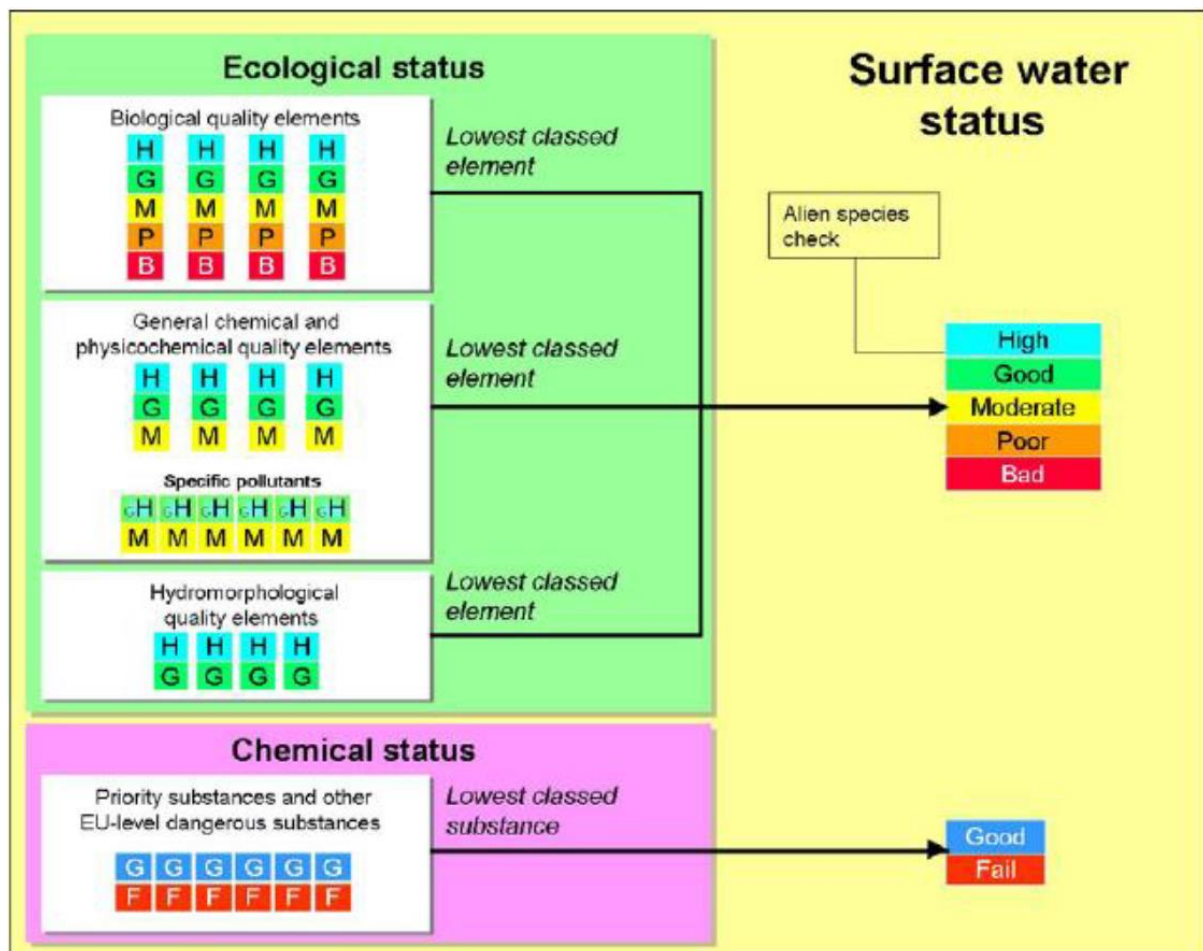 Ecological status
Biological quality elements
H H H H
G G G G
M M M M
P P P P
B B B B
Lowest classed
element
General chemical and
physicochemical quality elements
H H H H
G G G G
M M M M
Specific pollutants
GH GH GH GH GH GH
M M M M M M
Lowest classed
element
Hydromorphological
quality elements
H H H H
G G G G
Lowest classed
element
Chemical status
Priority substances and other
EU-level dangerous substances
G G G G G G
F F F F F F
Lowest classed
substance
Surface water
status
Alien species
check
High
Good
Moderate
Poor
Bad
Good
Fail